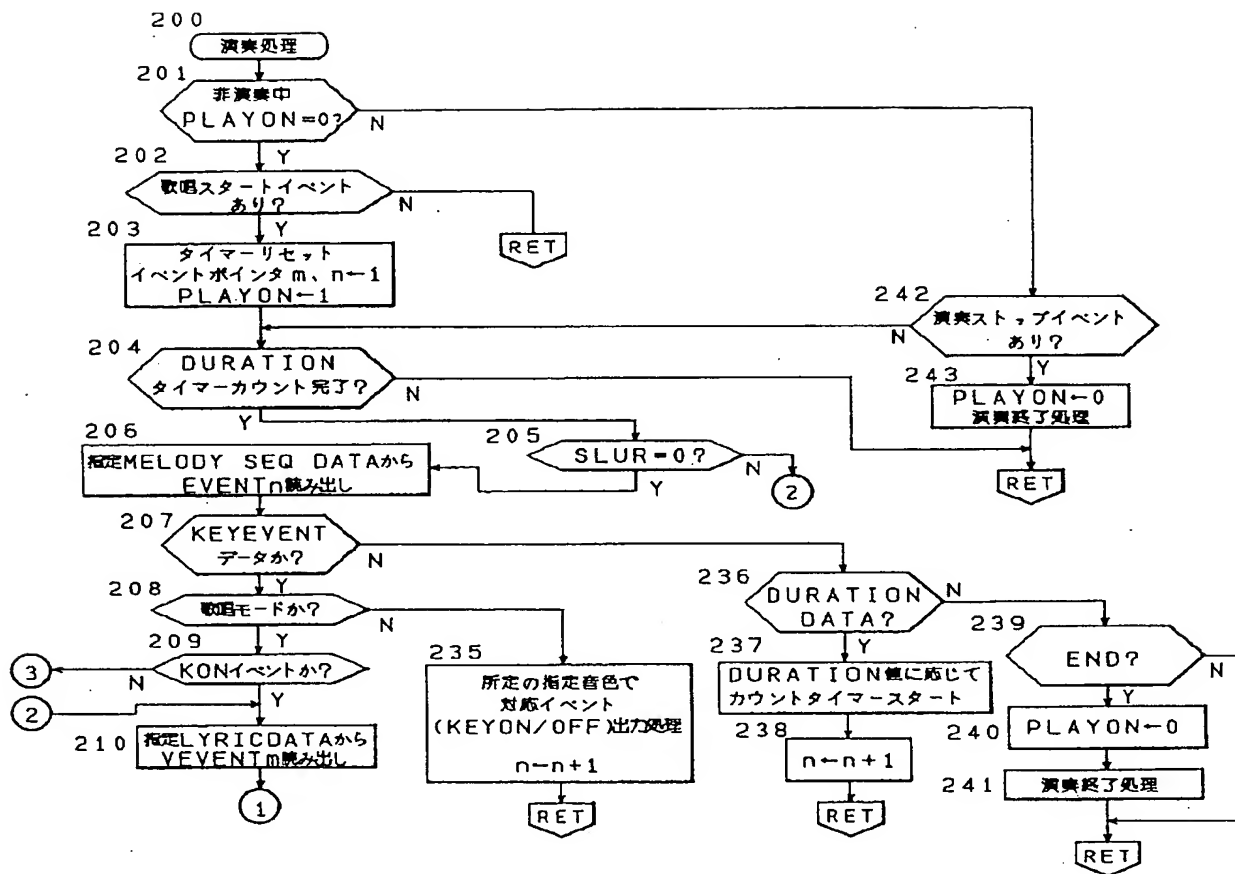 200
演奏処理
201
非演奏中
PLAYON=0?
N
Y
202
歌唱スタートイベント
あり?
N
Y
RET
203
タイマーリセット
イベントポインタm、n←1
PLAYON←1
242
演奏ストップイベント
あり?
N
Y
243
PLAYON←0
演奏終了処理
RET
204
DURATION
タイマーカウント完了?
N
Y
205
SLUR=0?
N
Y
2
206
指定MELODY SEQ DATAから
EVENTn読み出し
207
KEYEVENT
データか?
N
Y
208
歌唱モードか?
N
Y
209
KONイベントか?
N
Y
3
2
210
指定LYRICDATAから
VEVENTm読み出し
1
235
所定の指定音色で
対応イベント
(KEYON/OFF)出力処理
n←n+1
RET
236
DURATION
DATA?
N
Y
237
DURATION値に応じて
カウントタイマースタート
238
n←n+1
RET
239
END?
N
Y
240
PLAYON←0
241
演奏終了処理
RET